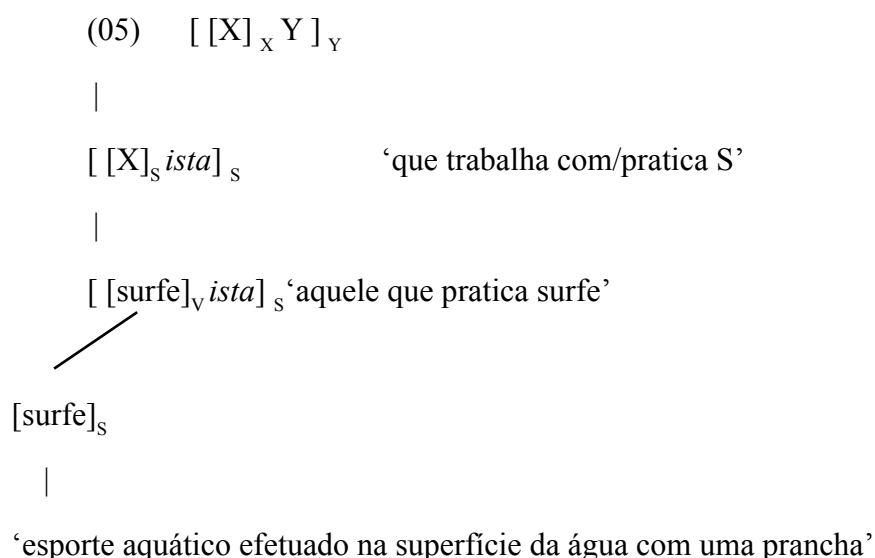 (05) [ [X] X Y ] Y
|
[ [X]S ista] S ‘que trabalha com/pratica S’
|
[ [surfe]V ista] S ‘aquele que pratica surfe’
[surfe]S
|
‘esporte aquático efetuado na superfície da água com uma prancha’